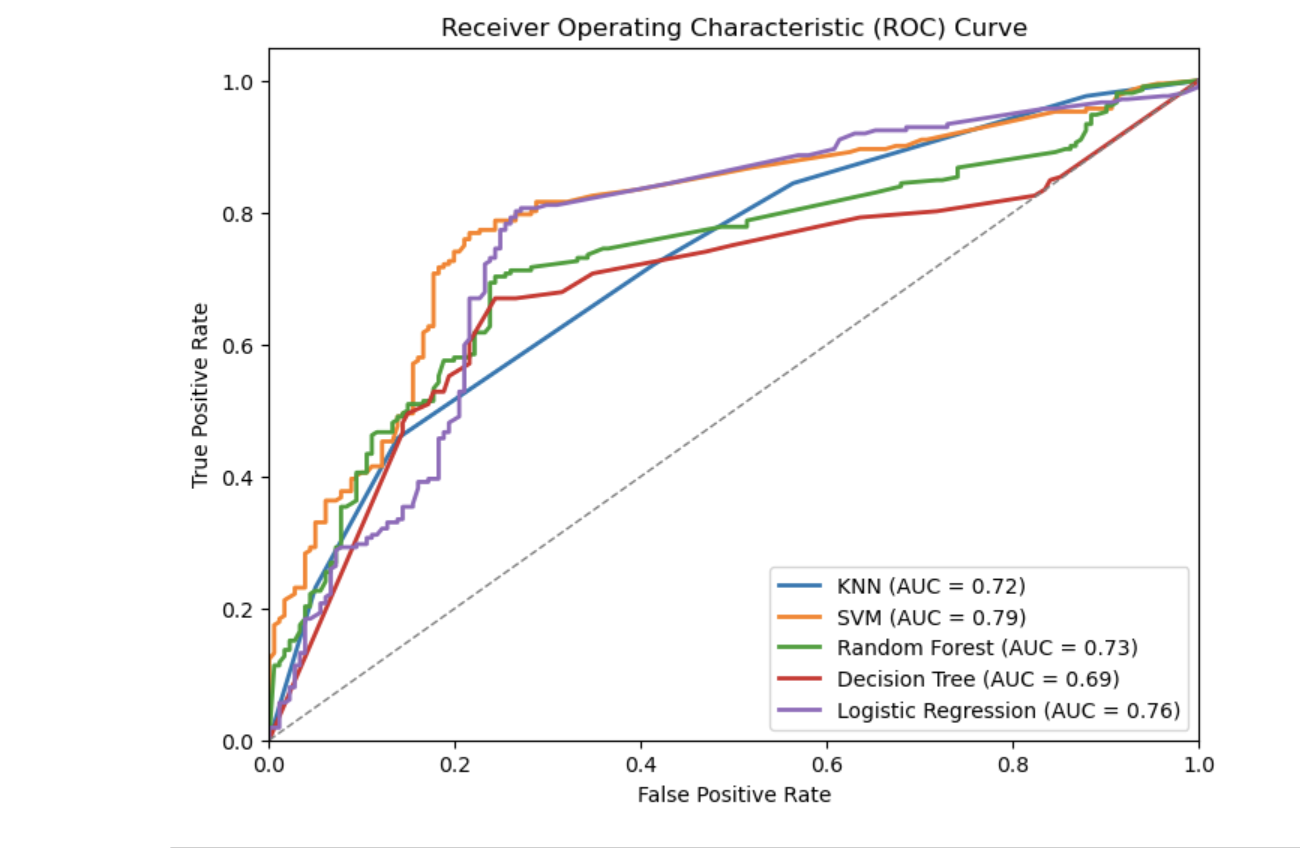 Receiver Operating Characteristic (ROC) Curve
1.0
0.8
0.6
0.4
0.2
0.0
True Positive Rate
KNN (AUC = 0.72)
SVM (AUC = 0.79)
Random Forest (AUC = 0.73)
Decision Tree (AUC = 0.69)
Logistic Regression (AUC = 0.76)
0.0 0.2 0.4 0.6 0.8 1.0
False Positive Rate